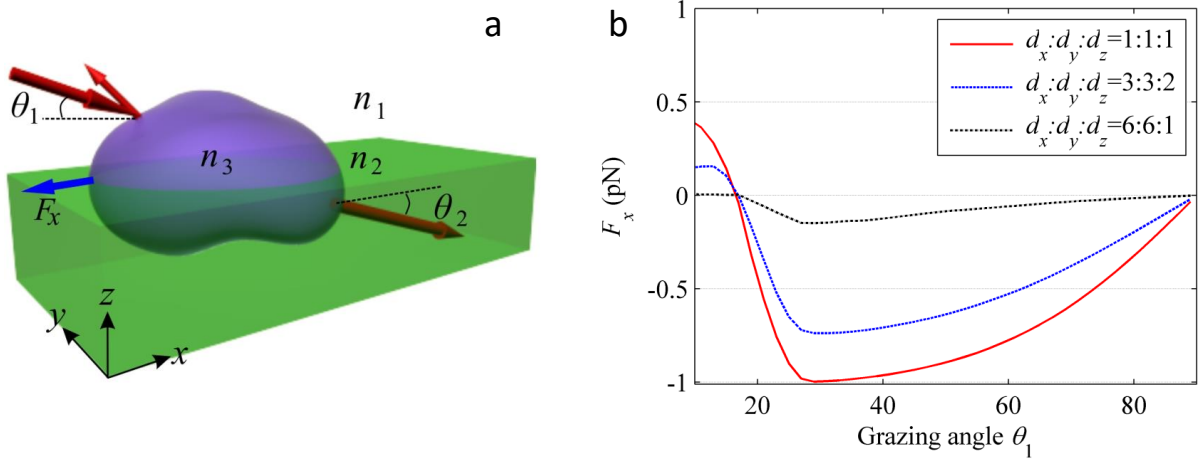 a
θ1
n1
n3
n2
Fx
θ2
z
y
x
b
1
0.5
0
-0.5
-1
Fx (pN)
dx:dy:dz=1:1:1
dx:dy:dz=3:3:2
dx:dy:dz=6:6:1
20 40 60 80
Grazing angle θ1